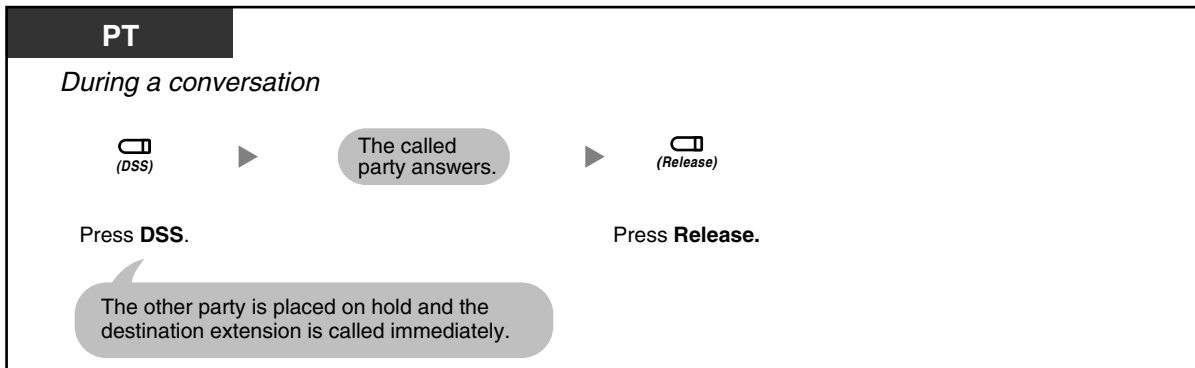 PT
During a conversation
(DSS)
The called
party answers.
(Release)
Press DSS.
Press Release.
The other party is placed on hold and the
destination extension is called immediately.